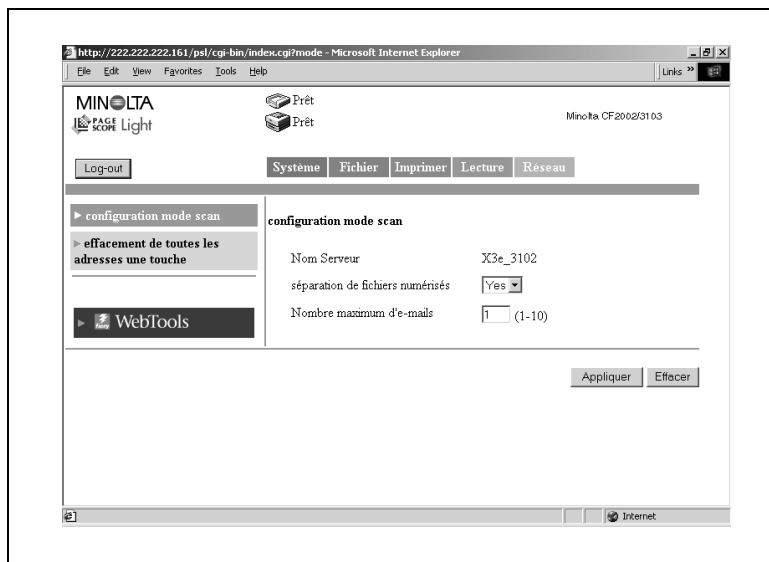 http://222.222.222.161/psl/cgi-bin/index.cgi?mode - Microsoft Internet Explorer
File Edit View Favorites Tools Help Links »
MINOLTA
PAGE SCOPE Light
Prêt
Prêt
Minolta CF2002/3103
Log-out
Système Fichier Imprimer Lecture Réseau
configuration mode scan
effacement de toutes les
adresses une touche
WebTools
configuration mode scan
Nom Serveur X3e_3102
séparation de fichiers numérisés Yes
Nombre maximum d'e-mails 1 (1-10)
Appliquer Effacer
Internet